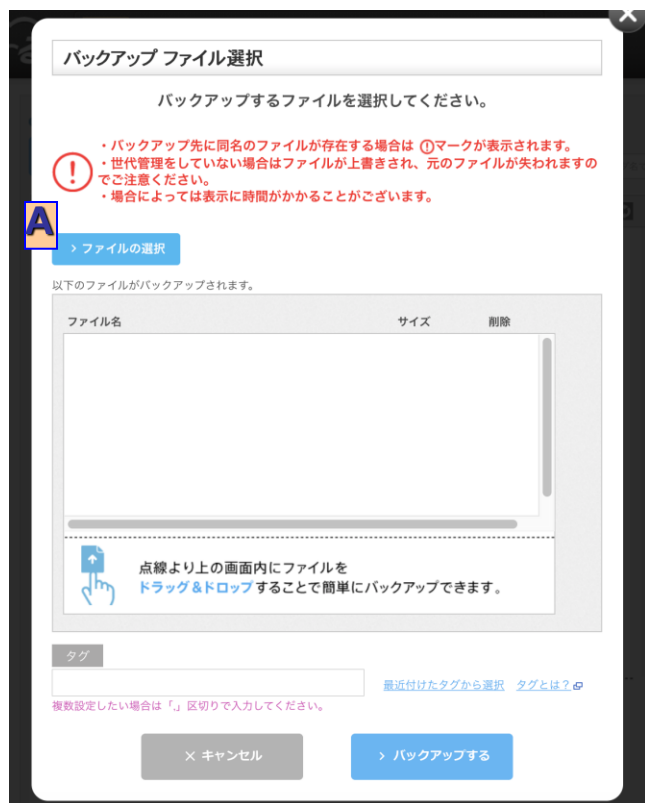 バックアップ ファイル選択
バックアップするファイルを選択してください。
・バックアップ先に同名のファイルが存在する場合は ①マークが表示されます。
・世代管理をしていない場合はファイルが上書きされ、元のファイルが失われますの
でご注意ください。
・場合によっては表示に時間がかかることがございます。
A
> ファイルの選択
以下のファイルがバックアップされます。
ファイル名 サイズ 削除
点線より上の画面内にファイルを
ドラッグ&ドロップすることで簡単にバックアップできます。
タグ
最近付けたタグから選択 タグとは?
複数設定したい場合は「,」区切りで入力してください。
× キャンセル > バックアップする